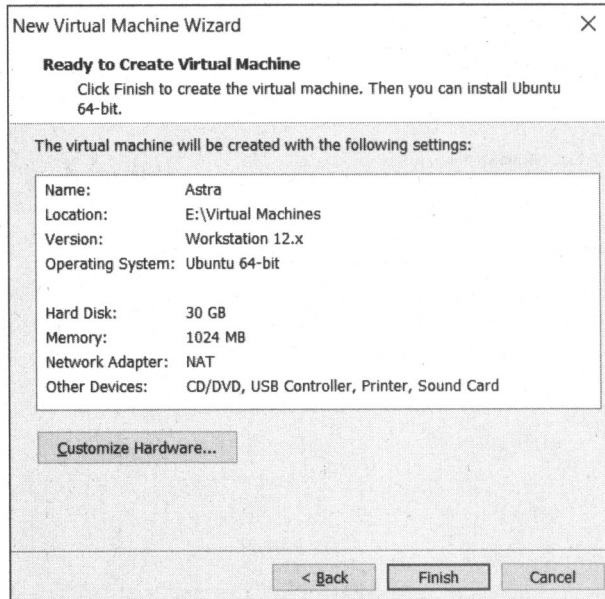 New Virtual Machine Wizard
Ready to Create Virtual Machine
Click Finish to create the virtual machine. Then you can install Ubuntu
64-bit.
The virtual machine will be created with the following settings:
Name: Astra
Location: E:\Virtual Machines
Version: Workstation 12.x
Operating System: Ubuntu 64-bit
Hard Disk: 30 GB
Memory: 1024 MB
Network Adapter: NAT
Other Devices: CD/DVD, USB Controller, Printer, Sound Card
Customize Hardware...
< Back Finish Cancel